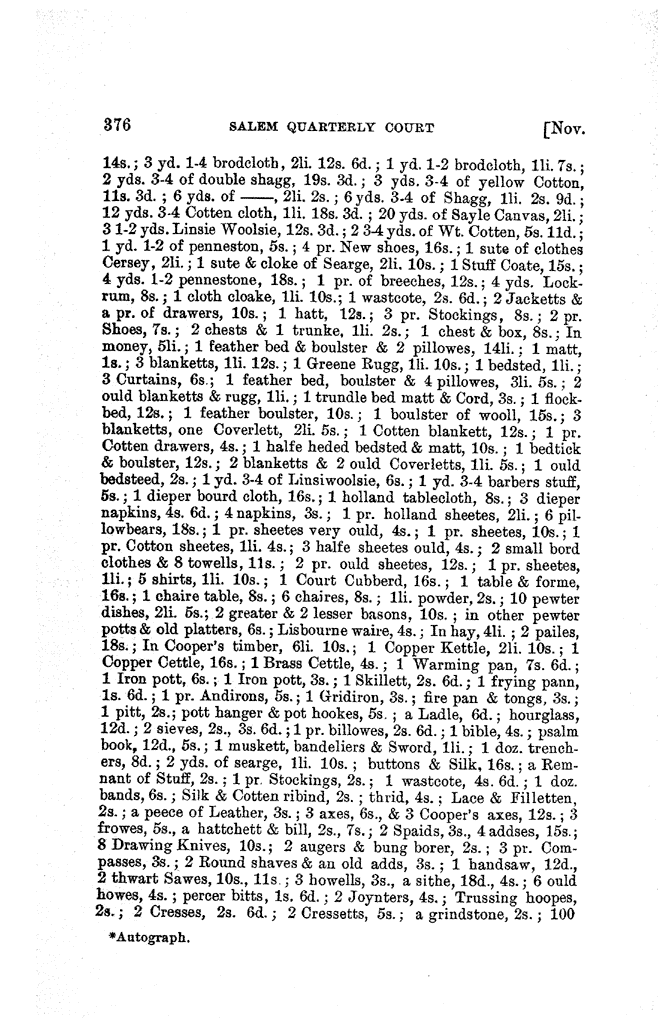 376 SALEM QUARTERLY COURT [Nov.
14s.; 3 yd. 1-4 brodcloth, 2li. 12s. 6d.; 1 yd. 1-2 brodcloth, 1li. 7s.;
2 yds. 3-4 of double shagg, 19s. 3d.; 3 yds. 3-4 of yellow Cotton,
11s. 3d. ; 6 yds. of ——, 2li. 2s.; 6 yds. 3-4 of Shagg, 1li. 2s. 9d.;
12 yds. 3-4 Cotten cloth, 1li. 18s. 3d. ; 20 yds. of Sayle Canvas, 2li.;
3 1-2 yds. Linsie Woolsie, 12s. 3d.; 2 3-4 yds. of Wt. Cotten, 5s. 11d.;
1 yd. 1-2 of penneston, 5s.; 4 pr. New shoes, 16s.; 1 sute of clothes
Cersey, 2li.; 1 sute & cloke of Searge, 2li. 10s.; 1 Stuff Coate, 15s.;
4 yds. 1-2 pennestone, 18s.; 1 pr. of breeches, 12s.; 4 yds. Lock-
rum, 8s.; 1 cloth cloake, 1li. 10s.; 1 wastcote, 2s. 6d.; 2 Jacketts &
a pr. of drawers, 10s.; 1 hatt, 12s.; 3 pr. Stockings, 8s.; 2 pr.
Shoes, 7s.; 2 chests & 1 trunke, 1li. 2s.; 1 chest & box, 8s.; In
money, 5li.; 1 feather bed & boulster & 2 pillowes, 14li.; 1 matt,
1s.; 3 blanketts, 1li. 12s.; 1 Greene Rugg, 1li. 10s.; 1 bedsted, 1li.;
3 Curtains, 6s.; 1 feather bed, boulster & 4 pillowes, 3li. 5s.; 2
ould blanketts & rugg, 1li.; 1 trundle bed matt & Cord, 3s.; 1 flock-
bed, 12s.; 1 feather boulster, 10s.; 1 boulster of wooll, 15s.; 3
blanketts, one Coverlett, 2li. 5s.; 1 Cotten blankett, 12s.; 1 pr.
Cotten drawers, 4s.; 1 halfe heded bedsted & matt, 10s.; 1 bedtick
& boulster, 12s.; 2 blanketts & 2 ould Coverletts, 1li. 5s.; 1 ould
bedsteed, 2s.; 1 yd. 3-4 of Linsiwoolsie, 6s.; 1 yd. 3-4 barbers stuff,
5s.; 1 dieper bourd cloth, 16s.; 1 holland tablecloth, 8s.; 3 dieper
napkins, 4s. 6d.; 4 napkins, 3s.; 1 pr. holland sheetes, 2li.; 6 pil-
lowbears, 18s.; 1 pr. sheetes very ould, 4s.; 1 pr. sheetes, 10s.; 1
pr. Cotton sheetes, 1li. 4s.; 3 halfe sheetes ould, 4s.; 2 small bord
clothes & 8 towells, 11s.; 2 pr. ould sheetes, 12s.; 1 pr. sheetes,
1li.; 5 shirts, 1li. 10s.; 1 Court Cubberd, 16s.; 1 table & forme,
16s.; 1 chaire table, 8s.; 6 chaires, 8s.; 1li. powder, 2s.; 10 pewter
dishes, 2li. 5s.; 2 greater & 2 lesser basons, 10s. ; in other pewter
potts & old platters, 6s.; Lisbourne waire, 4s.; In hay, 4li. ; 2 pailes,
18s.; In Cooper's timber, 6li. 10s.; 1 Copper Kettle, 2li. 10s.; 1
Copper Cettle, 16s.; 1 Brass Cettle, 4s.; 1 Warming pan, 7s. 6d.;
1 Iron pott, 6s.; 1 Iron pott, 3s.; 1 Skillett, 2s. 6d.; 1 frying pann,
1s. 6d.; 1 pr. Andirons, 5s.; 1 Gridiron, 3s.; fire pan & tongs, 3s.;
1 pitt, 2s.; pott hanger & pot hookes, 5s.; a Ladle, 6d.; hourglass,
12d.; 2 sieves, 2s., 3s. 6d.; 1 pr. billowes, 2s. 6d.; 1 bible, 4s.; psalm
book, 12d., 5s.; 1 muskett, bandeliers & Sword, 1li.; 1 doz. trench-
ers, 8d.; 2 yds. of searge, 1li. 10s. ; buttons & Silk, 16s.; a Rem-
nant of Stuff, 2s.; 1 pr. Stockings, 2s.; 1 wastcote, 4s. 6d.; 1 doz.
bands, 6s.; Silk & Cotten ribind, 2s. ; thrid, 4s.; Lace & Filletten,
2s.; a peece of Leather, 3s.; 3 axes, 6s., & 3 Cooper's axes, 12s.; 3
frowes, 5s., a hattchett & bill, 2s., 7s.; 2 Spaids, 3s., 4 addses, 15s.;
8 Drawing Knives, 10s.; 2 augers & bung borer, 2s.; 3 pr. Com-
passes, 3s.; 2 Round shaves & an old adds, 3s.; 1 handsaw, 12d.,
2 thwart Sawes, 10s., 11s.; 3 howells, 3s., a sithe, 18d., 4s.; 6 ould
howes, 4s.; percer bitts, 1s. 6d.; 2 Joynters, 4s.; Trussing hoopes,
2s.; 2 Cresses, 2s. 6d.; 2 Cressetts, 5s.; a grindstone, 2s.; 100
*Autograph.